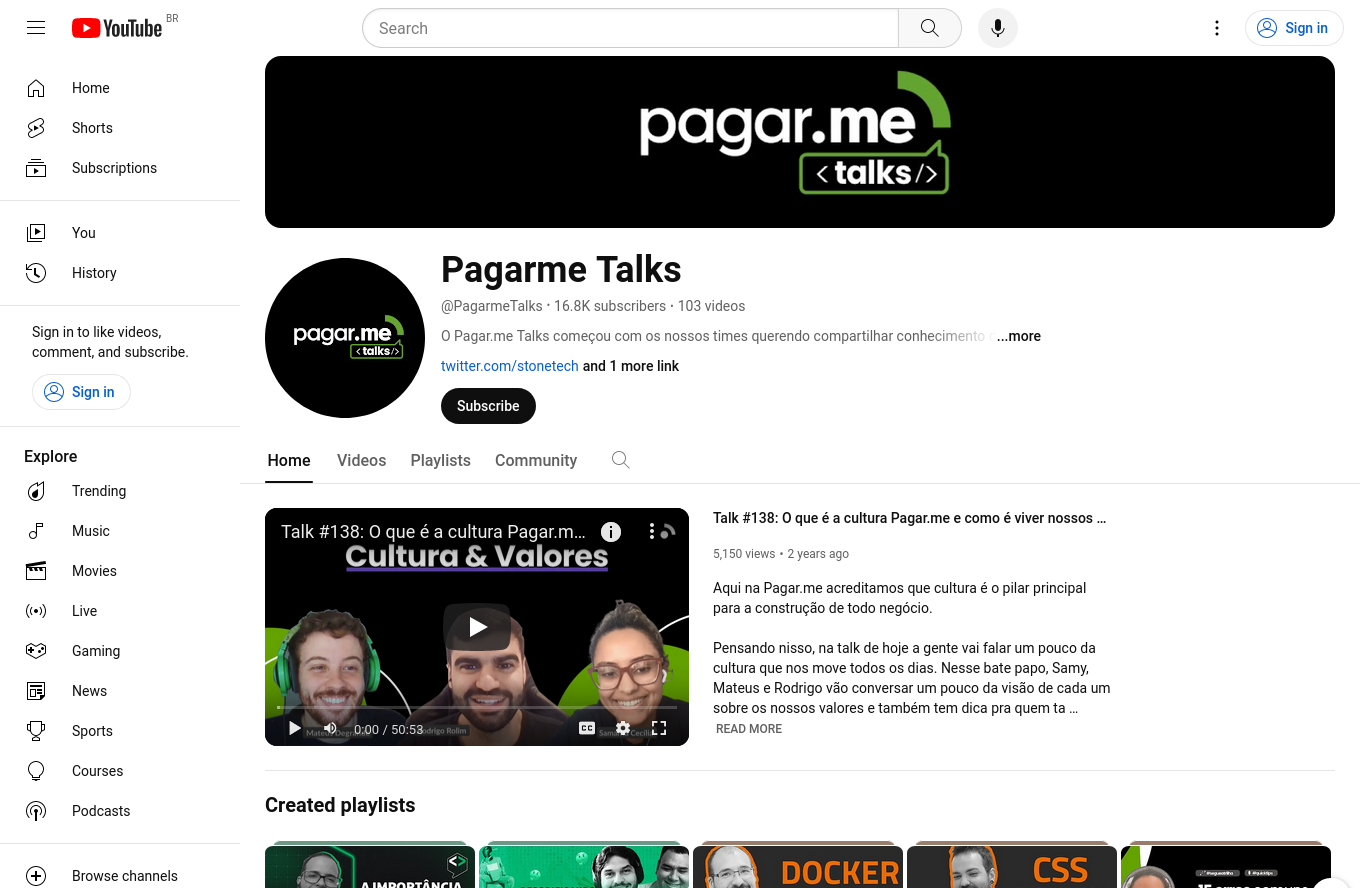 YouTube BR
Search
Sign in
Home
Shorts
Subscriptions
You
History
Sign in to like videos,
comment, and subscribe.
Sign in
Explore
Trending
Music
Movies
Live
Gaming
News
Sports
Courses
Podcasts
Browse channels
pagar.me
<talks/>
pagar.me
<talks/>
Pagarme Talks
@PagarmeTalks • 16.8K subscribers • 103 videos
O Pagar.me Talks começou com os nossos times querendo compartilhar conhecimento ...more
twitter.com/stonetech and 1 more link
Subscribe
Home
Videos
Playlists
Community
Talk #138: O que é a cultura Pagar.m...
Cultura & Valores
0:00 / 50:53
CC
Talk #138: O que é a cultura Pagar.me e como é viver nossos ...
5,150 views • 2 years ago
Aqui na Pagar.me acreditamos que cultura é o pilar principal
para a construção de todo negócio.
Pensando nisso, na talk de hoje a gente vai falar um pouco da
cultura que nos move todos os dias. Nesse bate papo, Samy,
Mateus e Rodrigo vão conversar um pouco da visão de cada um
sobre os nossos valores e também tem dica pra quem ta ...
READ MORE
Created playlists
A IMPORTÂNCIA
DOCKER
CSS